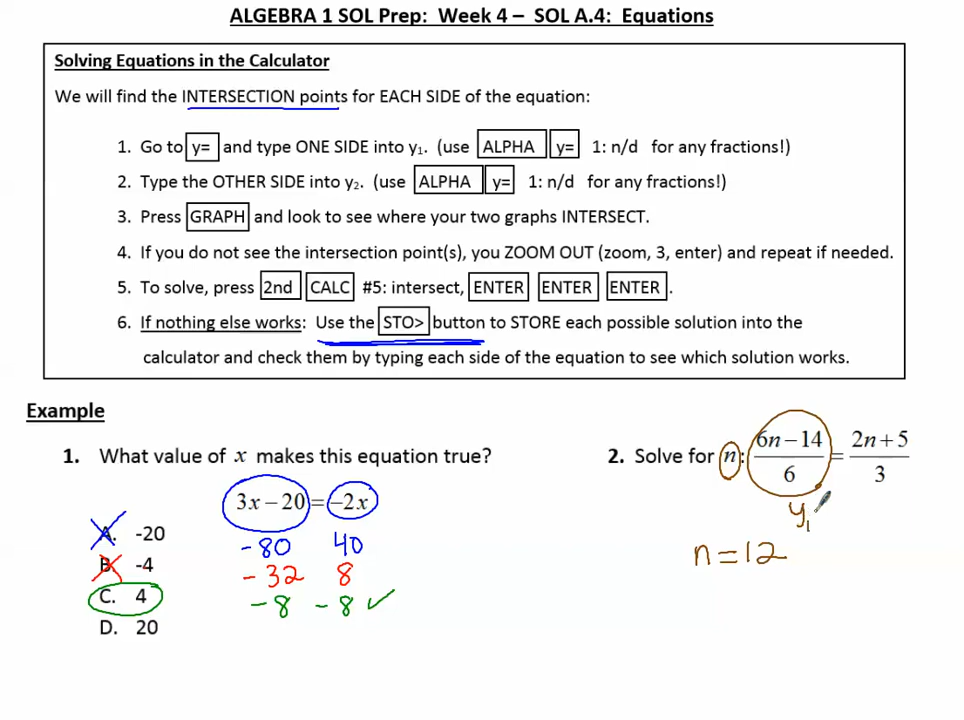 ALGEBRA 1 SOL Prep: Week 4 – SOL A.4: Equations
Solving Equations in the Calculator
We will find the INTERSECTION points for EACH SIDE of the equation:
1. Go to y= and type ONE SIDE into y₁. (use ALPHA y= 1: n/d for any fractions!)
2. Type the OTHER SIDE into y₂. (use ALPHA y= 1: n/d for any fractions!)
3. Press GRAPH and look to see where your two graphs INTERSECT.
4. If you do not see the intersection point(s), you ZOOM OUT (zoom, 3, enter) and repeat if needed.
5. To solve, press 2nd CALC #5: intersect, ENTER ENTER ENTER.
6. If nothing else works: Use the STO> button to STORE each possible solution into the
calculator and check them by typing each side of the equation to see which solution works.
Example
1. What value of x makes this equation true?
3x – 20 = –2x
A. -20
-80 40
B. -4
-32 8
C. 4
-8 -8 ✓
D. 20
2. Solve for n: (6n – 14)/6 = (2n + 5)/3
y₁
n = 12